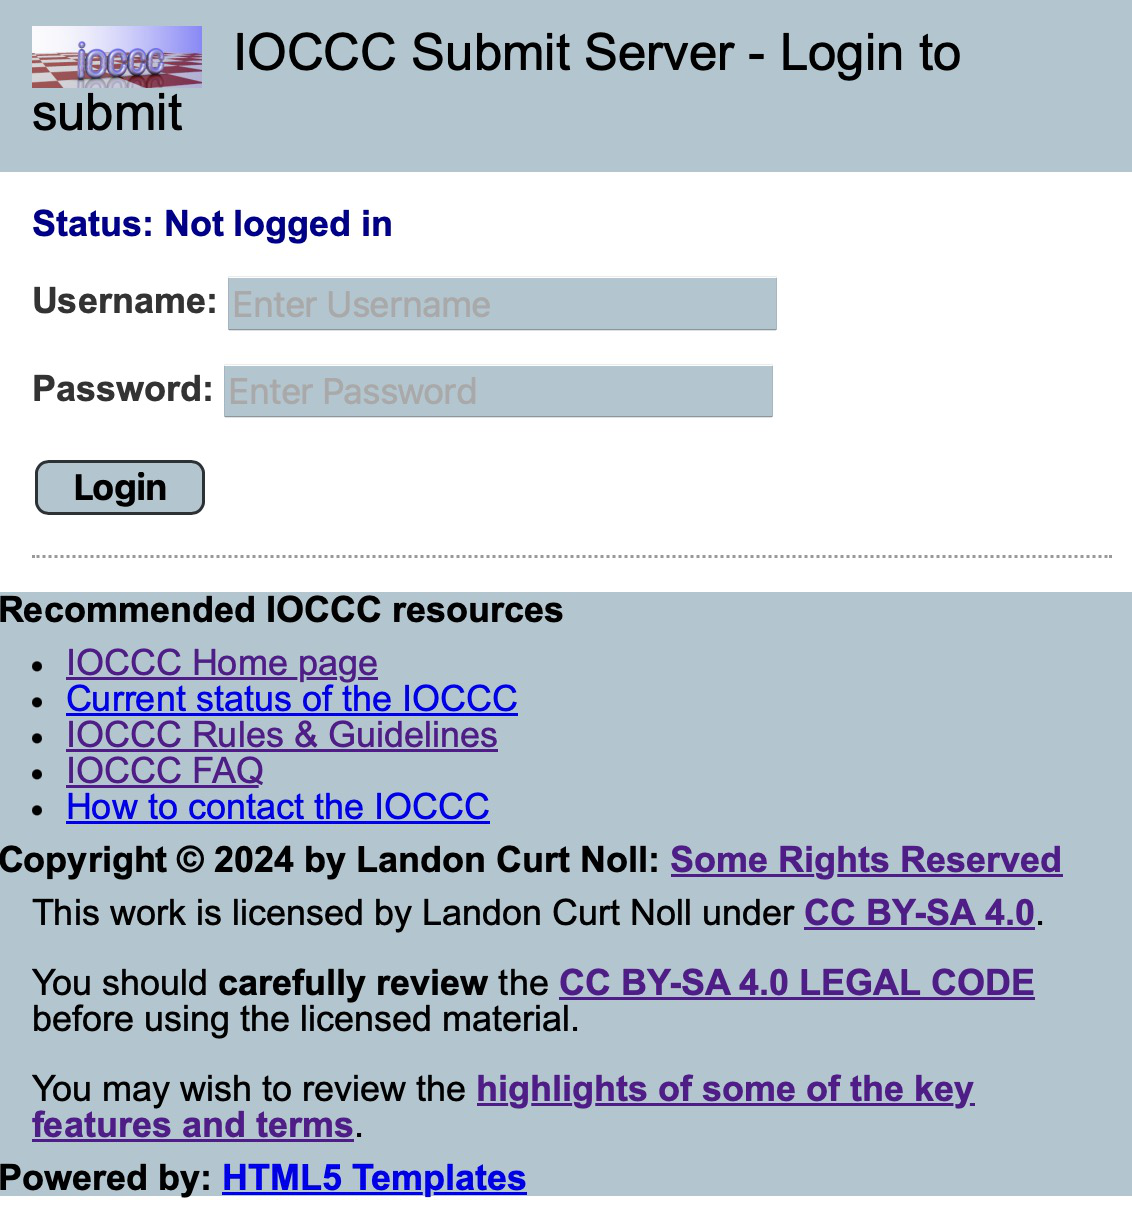 ioccc IOCCC Submit Server - Login to
submit
Status: Not logged in
Username: Enter Username
Password: Enter Password
Login
Recommended IOCCC resources
• IOCCC Home page
• Current status of the IOCCC
• IOCCC Rules & Guidelines
• IOCCC FAQ
• How to contact the IOCCC
Copyright © 2024 by Landon Curt Noll: Some Rights Reserved
This work is licensed by Landon Curt Noll under CC BY-SA 4.0.
You should carefully review the CC BY-SA 4.0 LEGAL CODE
before using the licensed material.
You may wish to review the highlights of some of the key
features and terms.
Powered by: HTML5 Templates